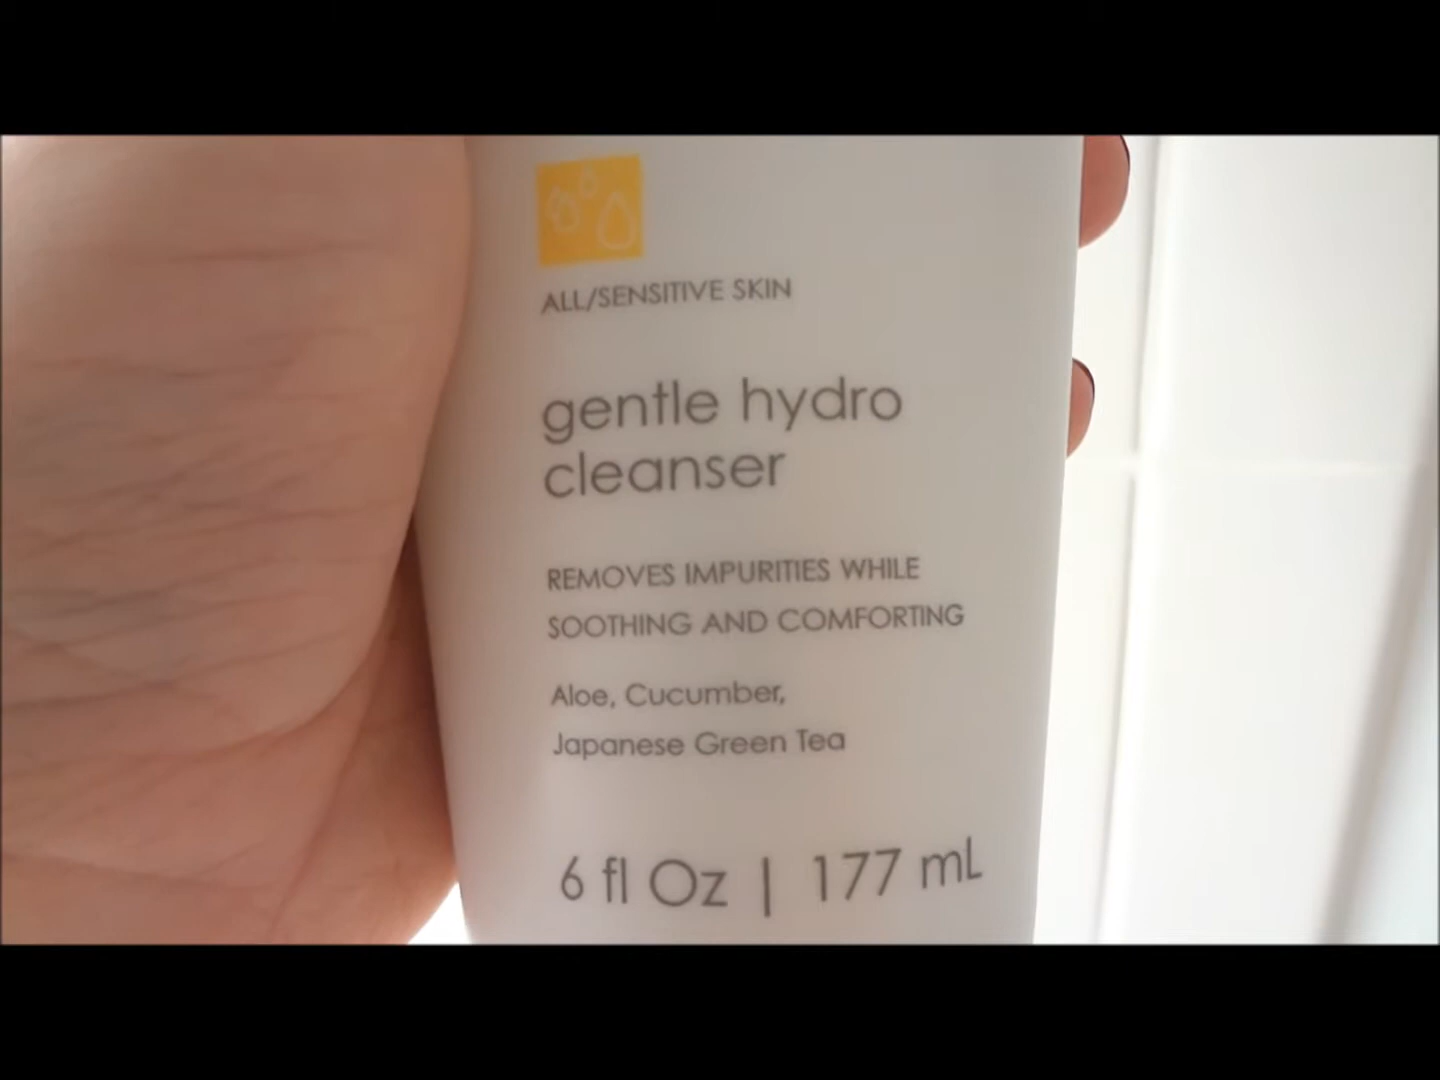 ALL/SENSITIVE SKIN
gentle hydro
cleanser
REMOVES IMPURITIES WHILE
SOOTHING AND COMFORTING
Aloe, Cucumber,
Japanese Green Tea
6 fl Oz | 177 mL